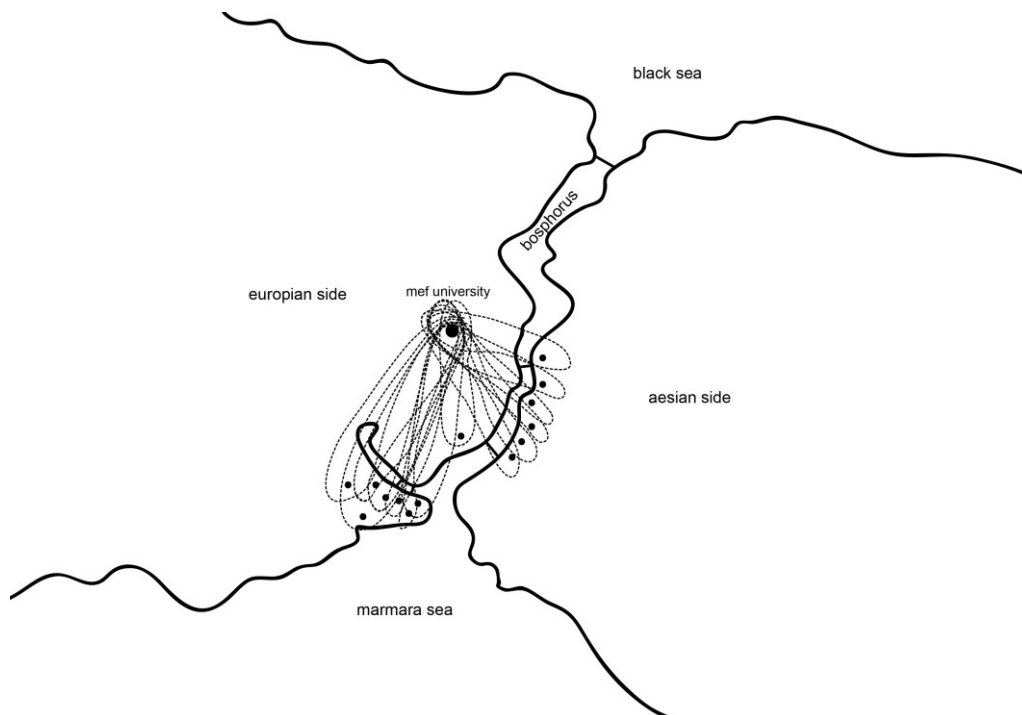 black sea
bosphorus
europian side
mef university
aesian side
marmara sea